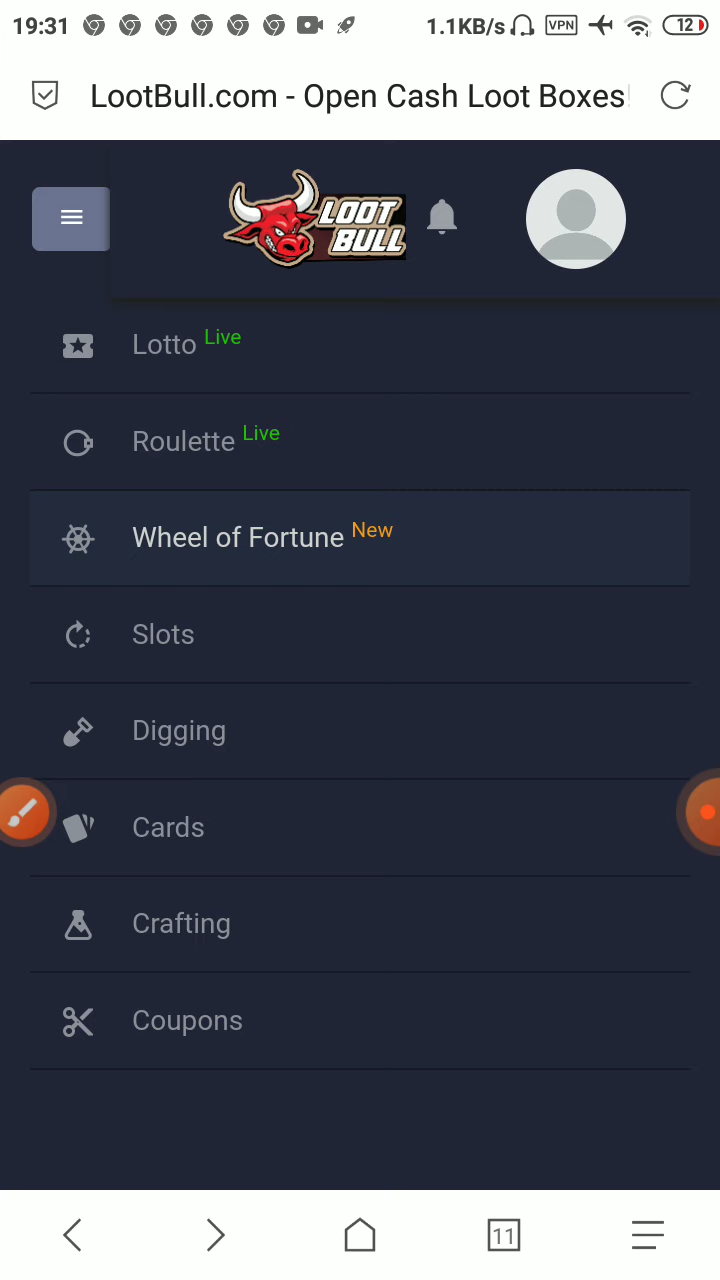 19:31 1.1KB/s VPN 12
LootBull.com - Open Cash Loot Boxes
LOOT
BULL
Lotto Live
Roulette Live
Wheel of Fortune New
Slots
Digging
Cards
Crafting
Coupons
11